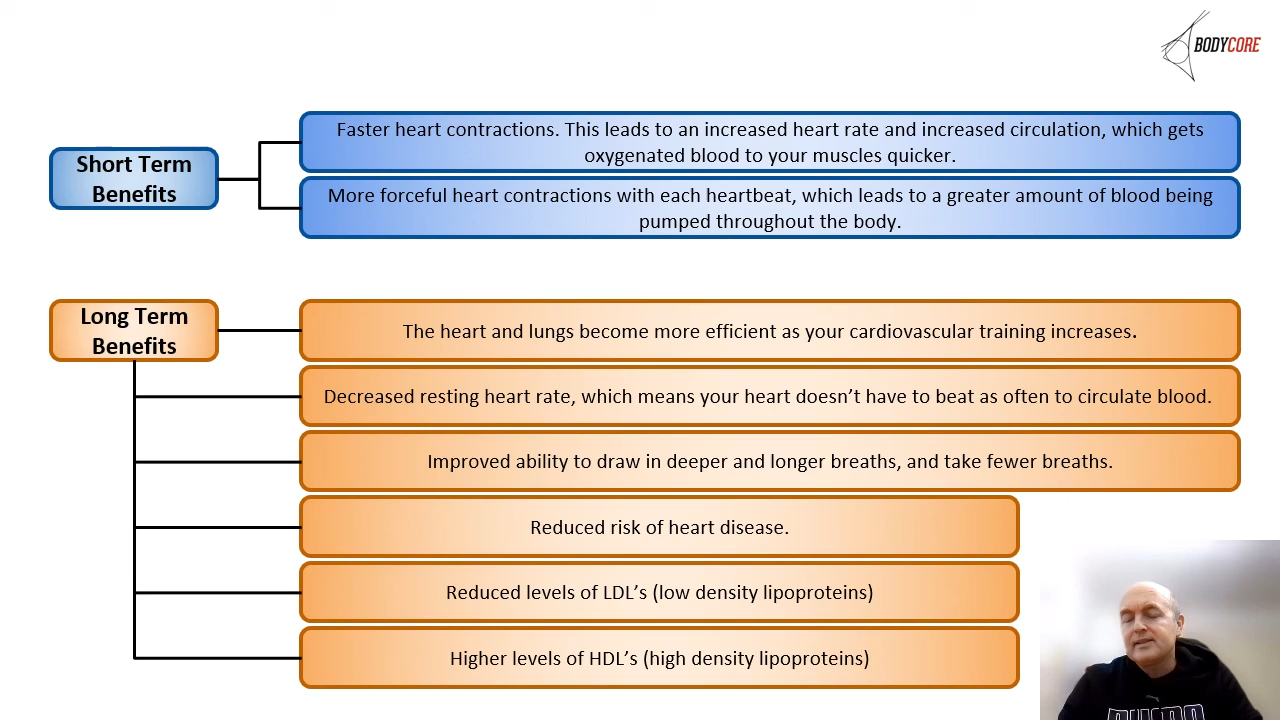 BODYCORE
Short Term
Benefits
Faster heart contractions. This leads to an increased heart rate and increased circulation, which gets
oxygenated blood to your muscles quicker.
More forceful heart contractions with each heartbeat, which leads to a greater amount of blood being
pumped throughout the body.
Long Term
Benefits
The heart and lungs become more efficient as your cardiovascular training increases.
Decreased resting heart rate, which means your heart doesn’t have to beat as often to circulate blood.
Improved ability to draw in deeper and longer breaths, and take fewer breaths.
Reduced risk of heart disease.
Reduced levels of LDL’s (low density lipoproteins)
Higher levels of HDL’s (high density lipoproteins)